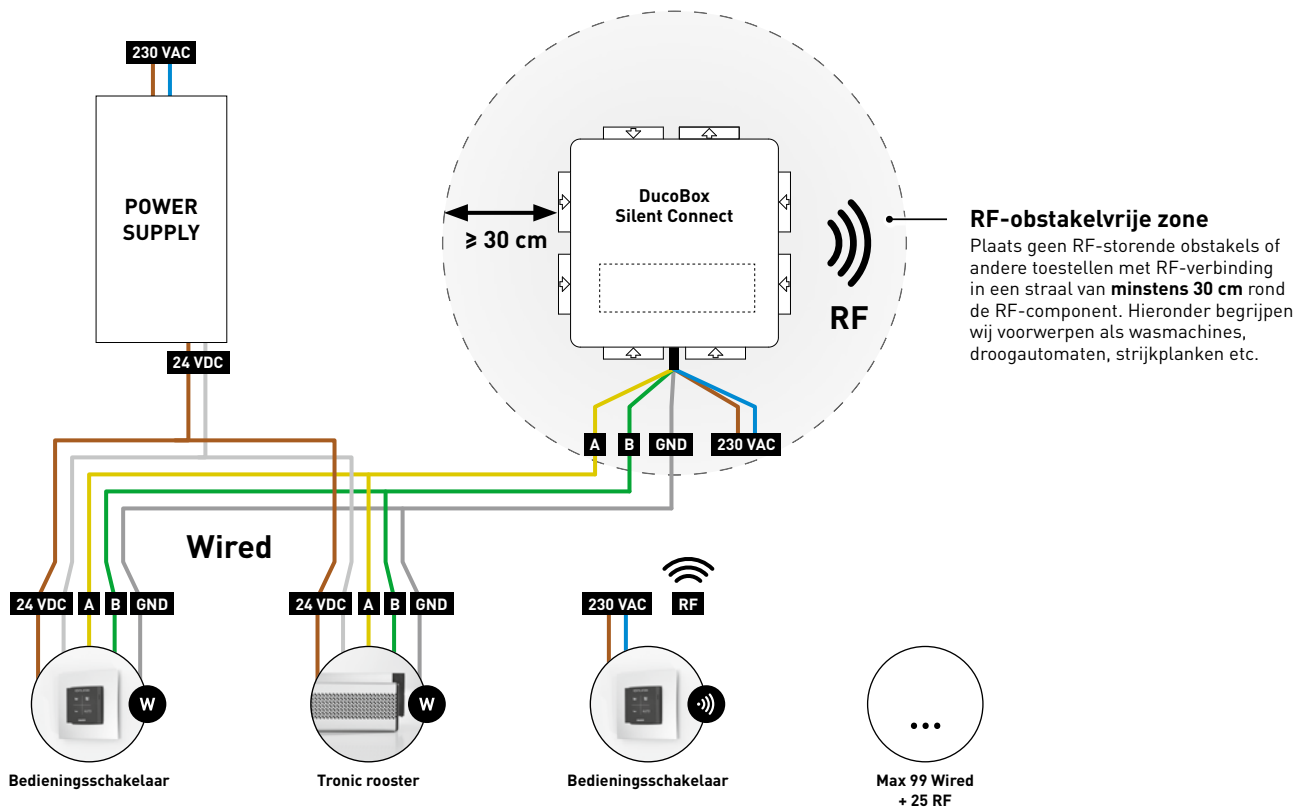 230 VAC
POWER
SUPPLY
24 VDC
DucoBox
Silent Connect
≥ 30 cm
RF
RF-obstakelvrije zone
Plaats geen RF-storende obstakels of
andere toestellen met RF-verbinding
in een straal van minstens 30 cm rond
de RF-component. Hieronder begrijpen
wij voorwerpen als wasmachines,
droogautomaten, strijkplanken etc.
A B GND 230 VAC
Wired
24 VDC A B GND
24 VDC A B GND
230 VAC RF
W
W
...
Bedieningsschakelaar
Tronic rooster
Bedieningsschakelaar
Max 99 Wired
+ 25 RF